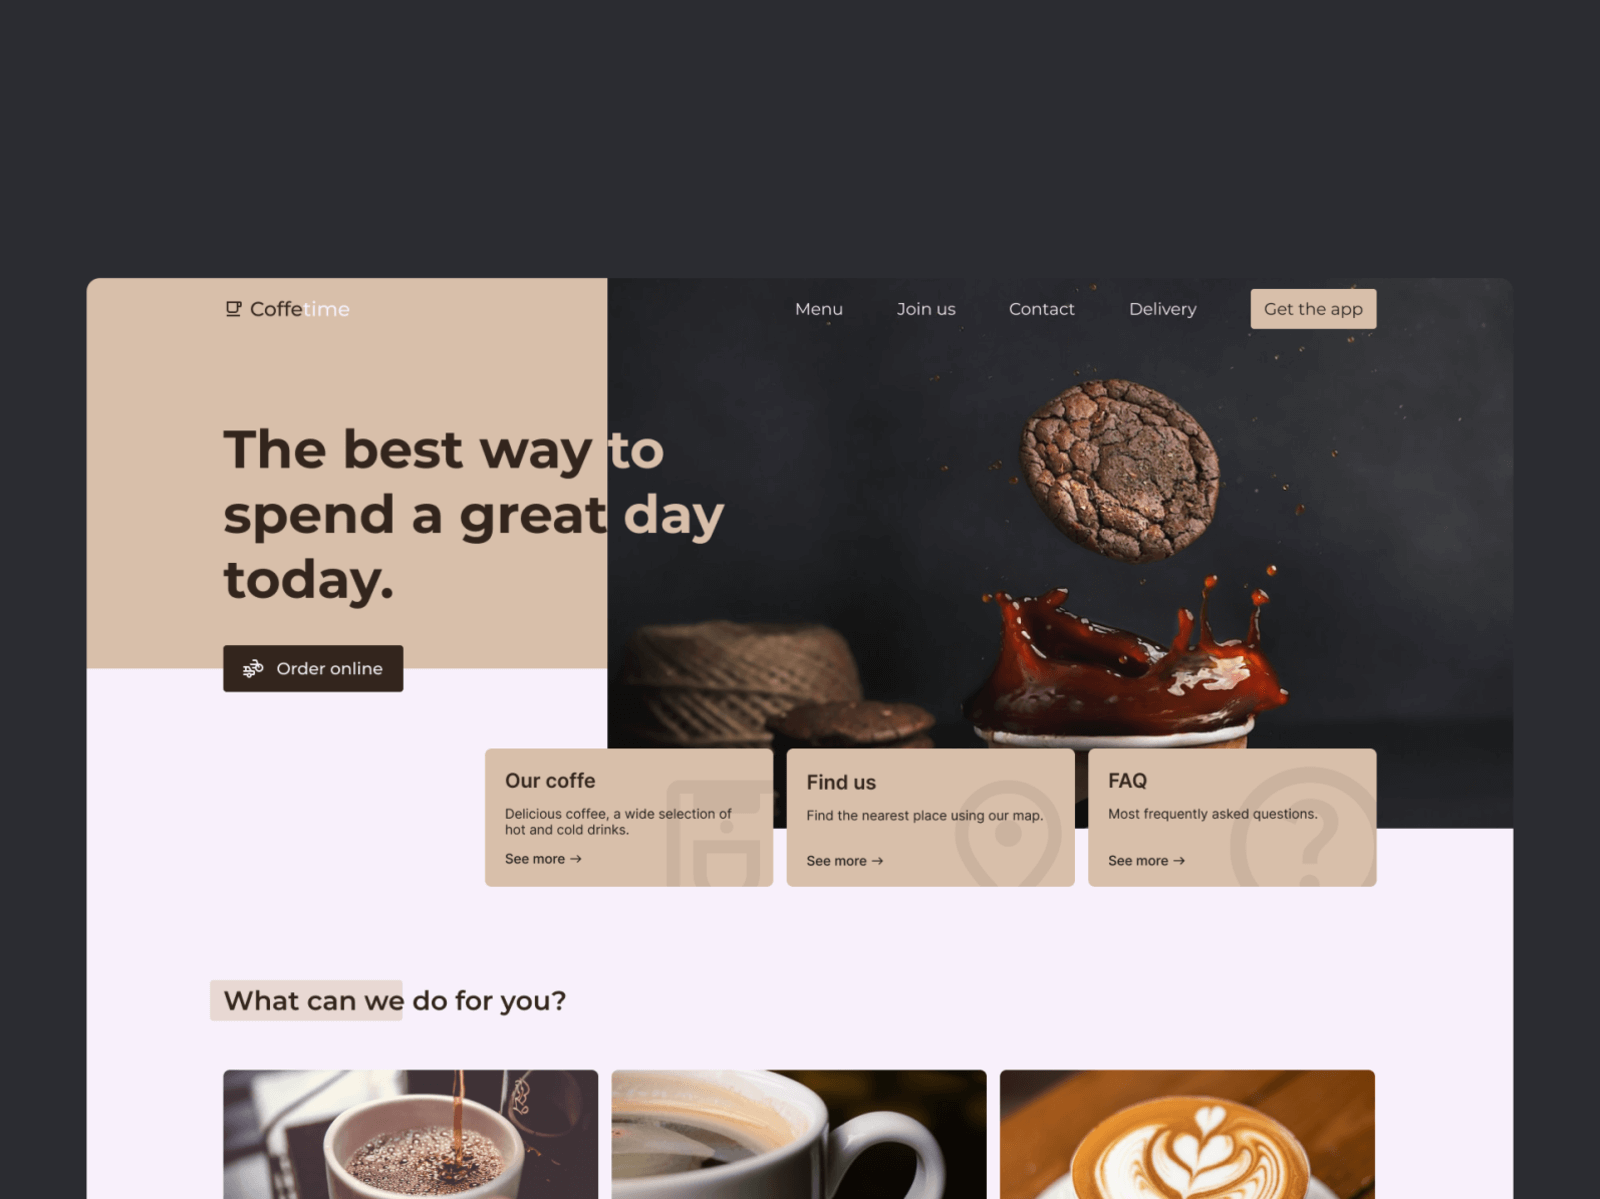 Coffetime
Menu
Join us
Contact
Delivery
Get the app
The best way to
spend a great day
today.
Order online
Our coffe
Delicious coffee, a wide selection of
hot and cold drinks.
See more →
Find us
Find the nearest place using our map.
See more →
FAQ
Most frequently asked questions.
See more →
What can we do for you?